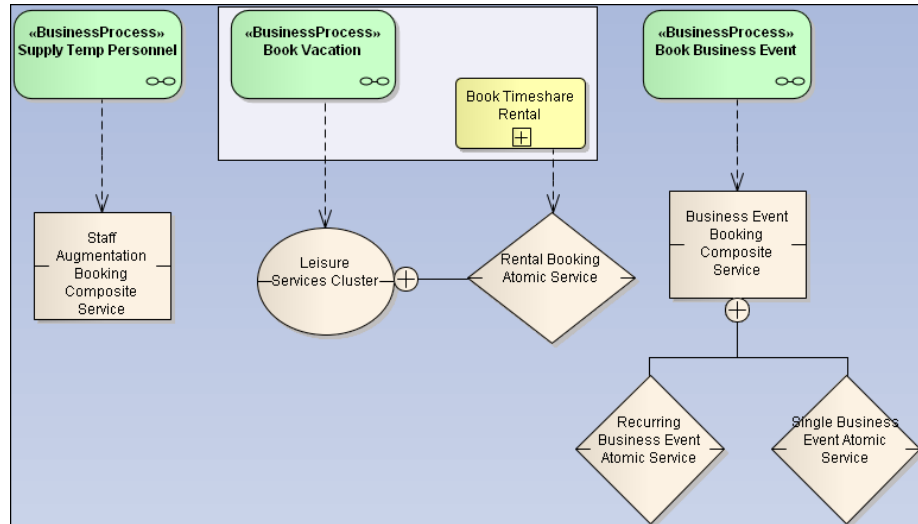 «BusinessProcess»
Supply Temp Personnel
«BusinessProcess»
Book Vacation
Book Timeshare
Rental
«BusinessProcess»
Book Business Event
Staff
Augmentation
Booking
Composite
Service
Leisure
Services Cluster
Rental Booking
Atomic Service
Business Event
Booking
Composite
Service
Recurring
Business Event
Atomic Service
Single Business
Event Atomic
Service